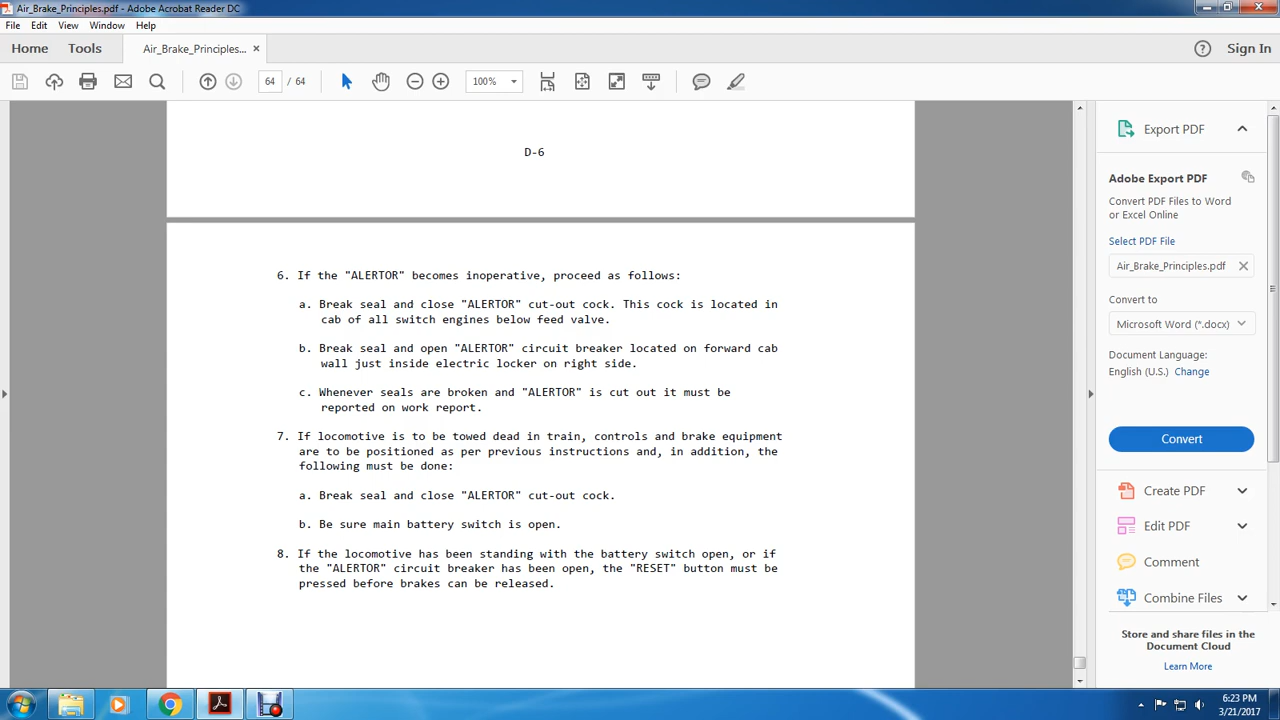 Air_Brake_Principles.pdf - Adobe Acrobat Reader DC
File Edit View Window Help
Home Tools Air_Brake_Principles... × Sign In
64 / 64 100%
D-6
6. If the "ALERTOR" becomes inoperative, proceed as follows:
a. Break seal and close "ALERTOR" cut-out cock. This cock is located in
cab of all switch engines below feed valve.
b. Break seal and open "ALERTOR" circuit breaker located on forward cab
wall just inside electric locker on right side.
c. Whenever seals are broken and "ALERTOR" is cut out it must be
reported on work report.
7. If locomotive is to be towed dead in train, controls and brake equipment
are to be positioned as per previous instructions and, in addition, the
following must be done:
a. Break seal and close "ALERTOR" cut-out cock.
b. Be sure main battery switch is open.
8. If the locomotive has been standing with the battery switch open, or if
the "ALERTOR" circuit breaker has been open, the "RESET" button must be
pressed before brakes can be released.
Export PDF
Adobe Export PDF
Convert PDF Files to Word
or Excel Online
Select PDF File
Air_Brake_Principles.pdf
Convert to
Microsoft Word (*.docx)
Document Language:
English (U.S.) Change
Convert
Create PDF
Edit PDF
Comment
Combine Files
Store and share files in the
Document Cloud
Learn More
6:23 PM
3/21/2017